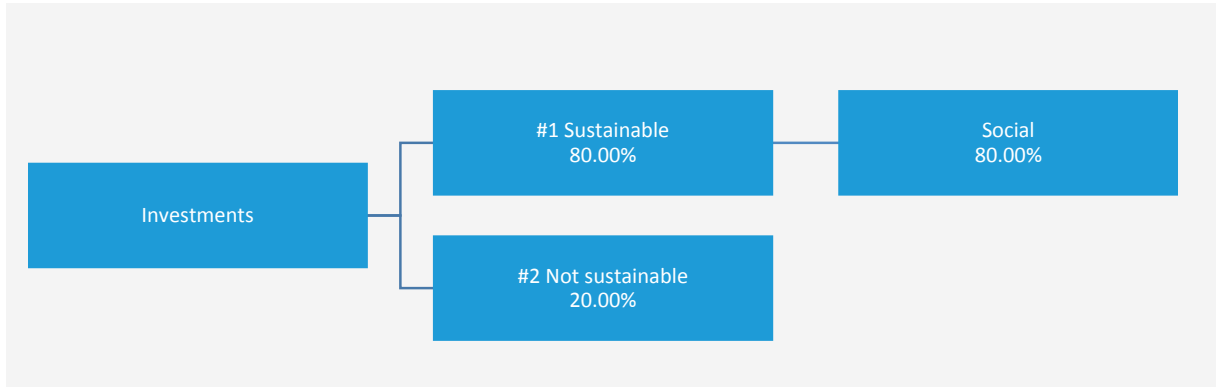 Investments
#1 Sustainable
80.00%
Social
80.00%
#2 Not sustainable
20.00%